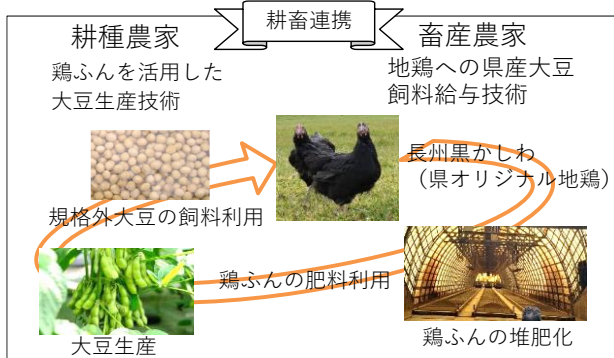 耕畜連携
耕種農家
鶏ふんを活用した
大豆生産技術
畜産農家
地鶏への県産大豆
飼料給与技術
長州黒かしわ
（県オリジナル地鶏）
規格外大豆の飼料利用
鶏ふんの肥料利用
大豆生産
鶏ふんの堆肥化